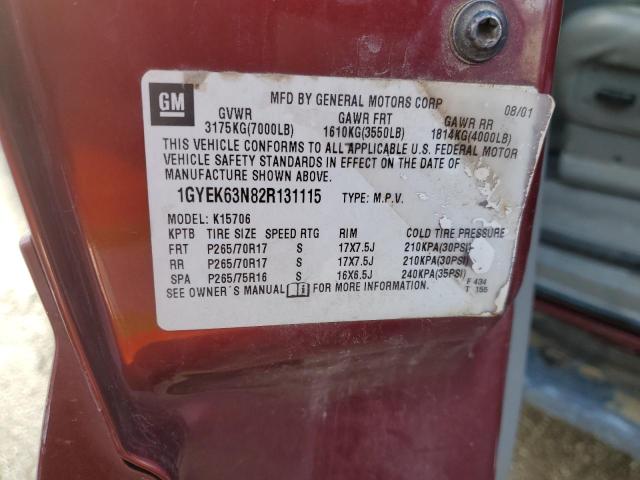 GM
MFD BY GENERAL MOTORS CORP 08/01
GVWR GAWR FRT GAWR RR
3175KG(7000LB) 1610KG(3550LB) 1814KG(4000LB)
THIS VEHICLE CONFORMS TO ALL APPLICABLE U.S. FEDERAL MOTOR
VEHICLE SAFETY STANDARDS IN EFFECT ON THE DATE OF
MANUFACTURE SHOWN ABOVE.
1GYEK63N82R131115 TYPE: M.P.V.
MODEL: K15706
KPTB TIRE SIZE SPEED RTG RIM COLD TIRE PRESSURE
FRT P265/70R17 S 17X7.5J 210KPA(30PSI)
RR P265/70R17 S 17X7.5J 210KPA(30PSI)
SPA P265/75R16 S 16X6.5J 240KPA(35PSI)
SEE OWNER'S MANUAL FOR MORE INFORMATION.
F 434
T 155